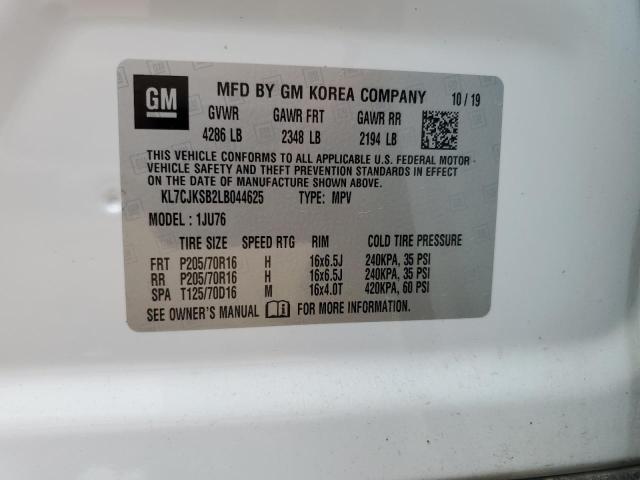 GM
MFD BY GM KOREA COMPANY 10/19
GVWR GAWR FRT GAWR RR
4286 LB 2348 LB 2194 LB
THIS VEHICLE CONFORMS TO ALL APPLICABLE U.S. FEDERAL MOTOR
VEHICLE SAFETY AND THEFT PREVENTION STANDARDS IN EFFECT
ON THE DATE OF MANUFACTURE SHOWN ABOVE.
KL7CJKSB2LB044625 TYPE: MPV
MODEL : 1JU76
TIRE SIZE SPEED RTG RIM COLD TIRE PRESSURE
FRT P205/70R16 H 16x6.5J 240KPA, 35 PSI
RR P205/70R16 H 16x6.5J 240KPA, 35 PSI
SPA T125/70D16 M 16x4.0T 420KPA, 60 PSI
SEE OWNER'S MANUAL FOR MORE INFORMATION.